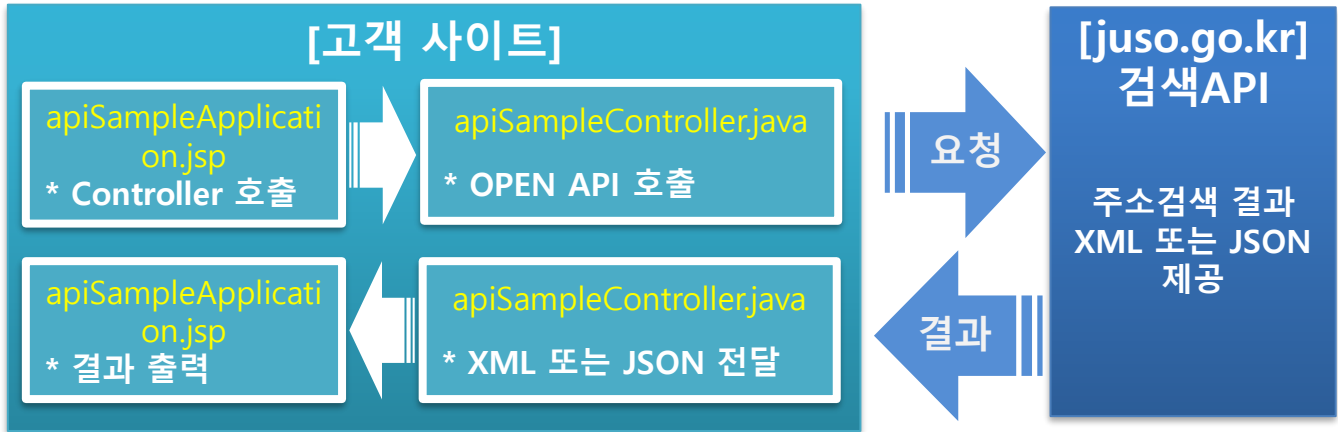 [고객 사이트]
apiSampleApplicati
on.jsp
* Controller 호출
apiSampleController.java
* OPEN API 호출
요청
[juso.go.kr]
검색API
주소검색 결과
XML 또는 JSON
제공
apiSampleApplicati
on.jsp
* 결과 출력
apiSampleController.java
* XML 또는 JSON 전달
결과